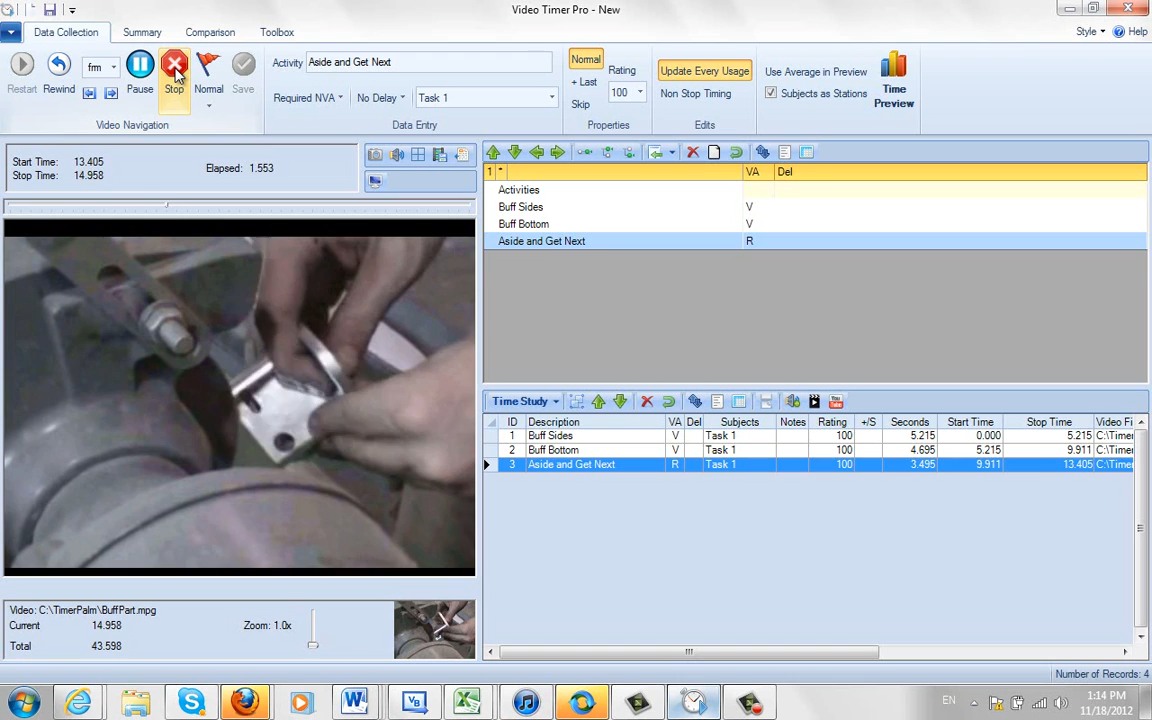 Video Timer Pro - New
Data Collection
Summary
Comparison
Toolbox
Style
Help
Restart
Rewind
fm
Pause
Stop
Normal
Save
Video Navigation
Activity
Aside and Get Next
Required NVA
No Delay
Task 1
Data Entry
Normal
+ Last
Skip
Rating
100
Properties
Update Every Usage
Non Stop Timing
Edits
Use Average in Preview
Subjects as Stations
Time
Preview
Start Time: 13.405
Stop Time: 14.958
Elapsed: 1.553
1 * VA Del
Activities
Buff Sides V
Buff Bottom V
Aside and Get Next R
Time Study
You
Tube
ID Description VA Del Subjects Notes Rating +/S Seconds Start Time Stop Time Video Fi
1 Buff Sides V Task 1 100 5.215 0.000 5.215 C:\Timer
2 Buff Bottom V Task 1 100 4.695 5.215 9.911 C:\Timer
3 Aside and Get Next R Task 1 100 3.495 9.911 13.405 C:\Timer
Video: C:\TimerPalm\BuffPart.mpg
Current 14.958
Zoom: 1.0x
Total 43.598
Number of Records: 4
EN
1:14 PM
11/18/2012